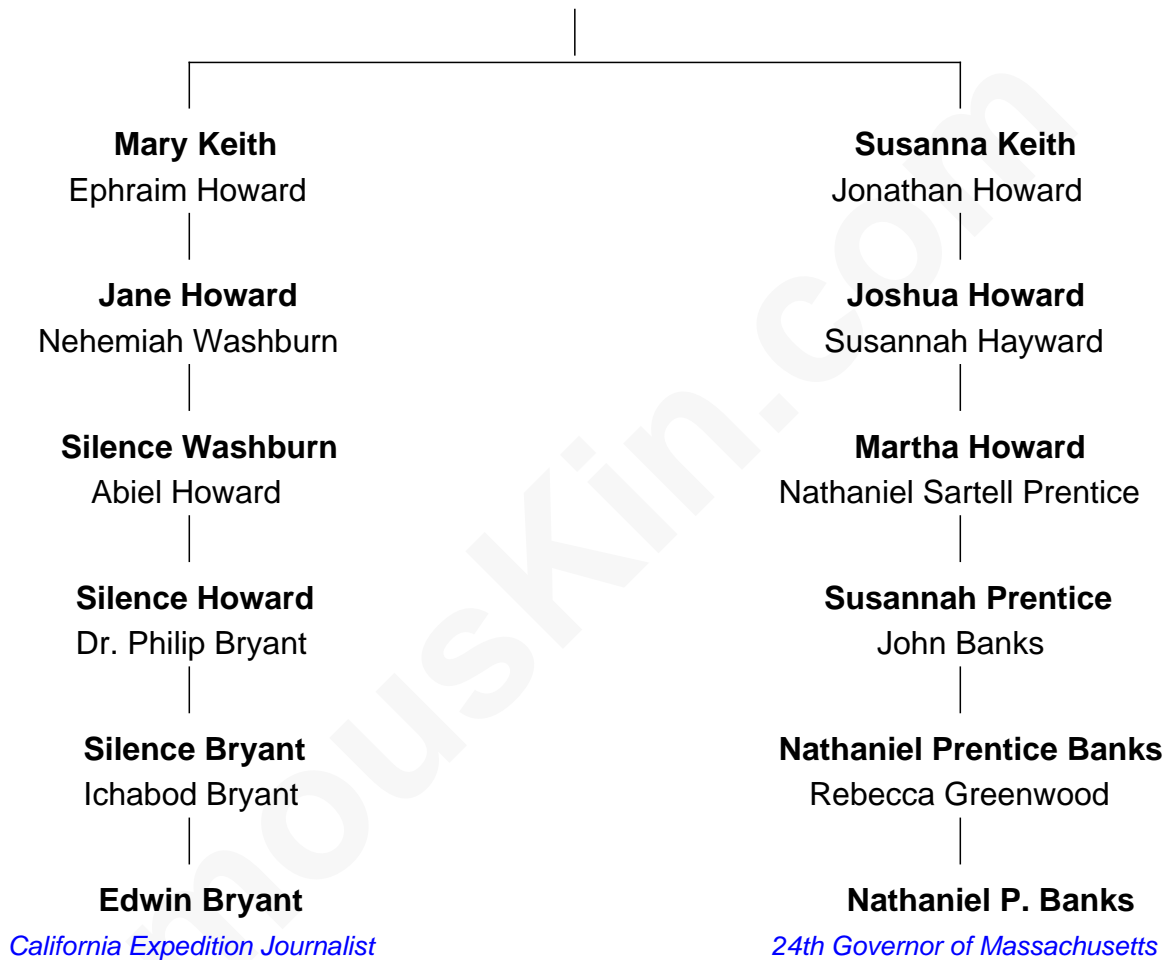 Mary Keith
Ephraim Howard
Susanna Keith
Jonathan Howard
Jane Howard
Nehemiah Washburn
Joshua Howard
Susannah Hayward
Silence Washburn
Abiel Howard
Martha Howard
Nathaniel Sartell Prentice
Silence Howard
Dr. Philip Bryant
Susannah Prentice
John Banks
Silence Bryant
Ichabod Bryant
Nathaniel Prentice Banks
Rebecca Greenwood
Edwin Bryant
California Expedition Journalist
Nathaniel P. Banks
24th Governor of Massachusetts
mousKin.com